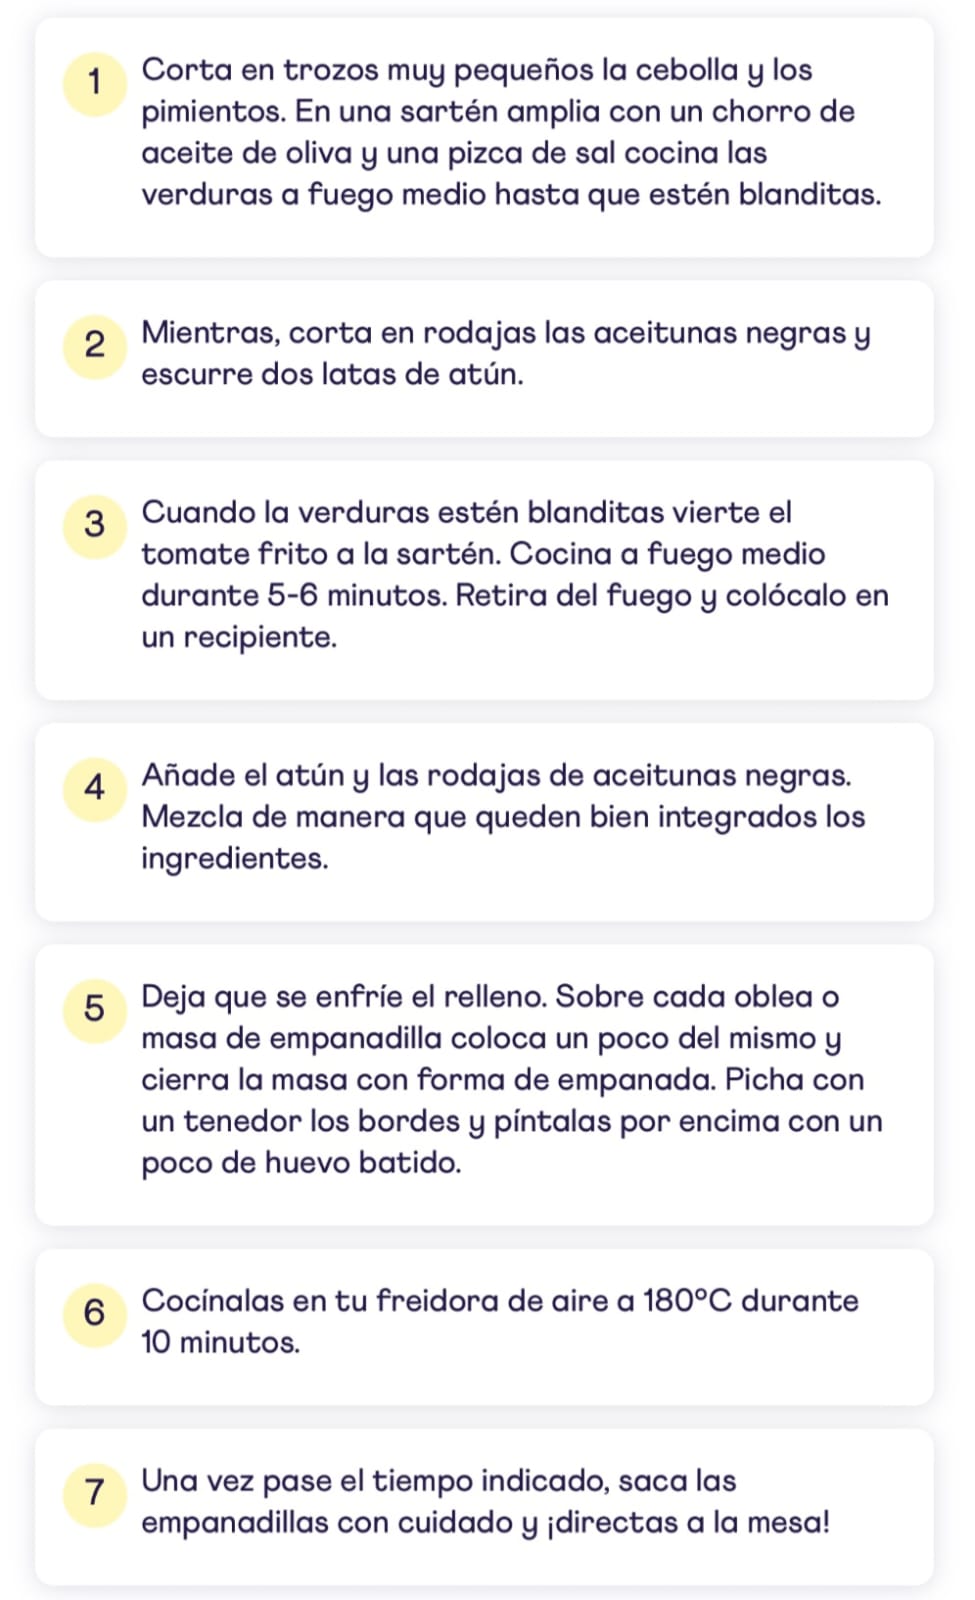 1
Corta en trozos muy pequeños la cebolla y los
pimientos. En una sartén amplia con un chorro de
aceite de oliva y una pizca de sal cocina las
verduras a fuego medio hasta que estén blanditas.
2
Mientras, corta en rodajas las aceitunas negras y
escurre dos latas de atún.
3
Cuando la verduras estén blanditas vierte el
tomate frito a la sartén. Cocina a fuego medio
durante 5-6 minutos. Retira del fuego y colócalo en
un recipiente.
4
Añade el atún y las rodajas de aceitunas negras.
Mezcla de manera que queden bien integrados los
ingredientes.
5
Deja que se enfríe el relleno. Sobre cada oblea o
masa de empanadilla coloca un poco del mismo y
cierra la masa con forma de empanada. Picha con
un tenedor los bordes y píntalas por encima con un
poco de huevo batido.
6
Cocínalas en tu freidora de aire a 180ºC durante
10 minutos.
7
Una vez pase el tiempo indicado, saca las
empanadillas con cuidado y ¡directas a la mesa!